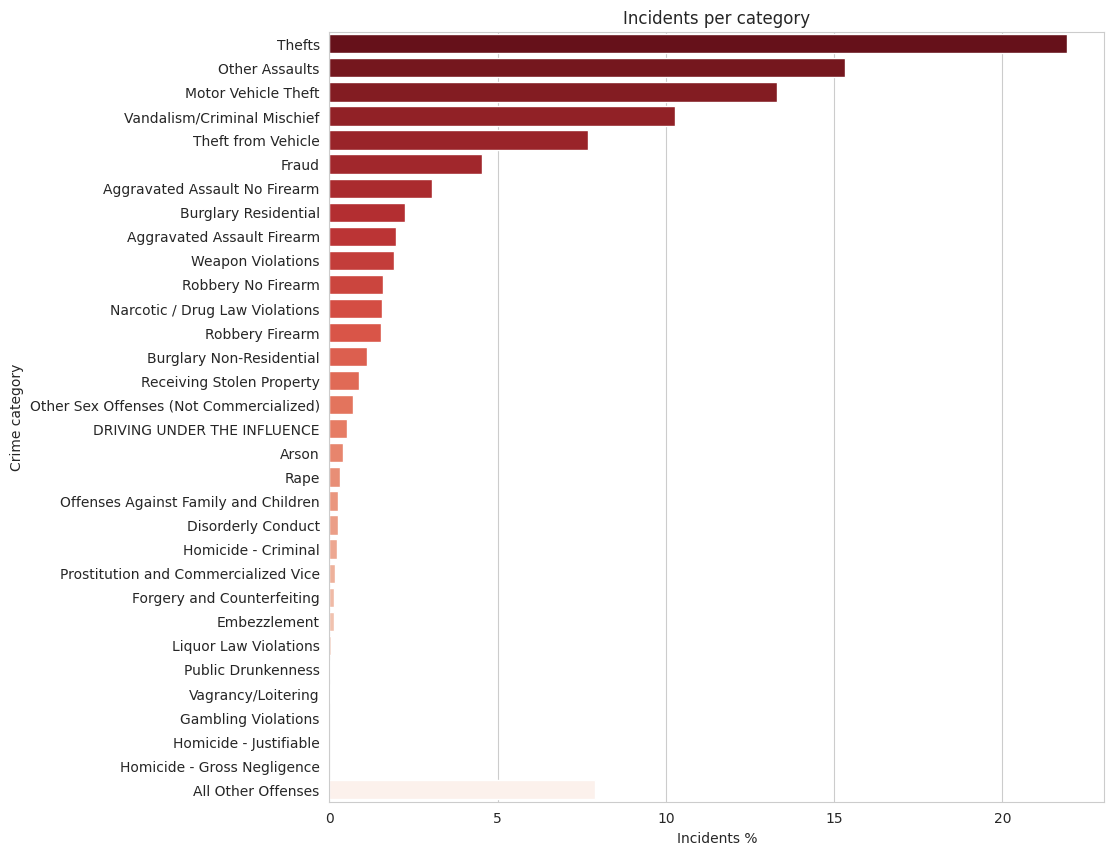 Incidents per category
Crime category
Thefts
Other Assaults
Motor Vehicle Theft
Vandalism/Criminal Mischief
Theft from Vehicle
Fraud
Aggravated Assault No Firearm
Burglary Residential
Aggravated Assault Firearm
Weapon Violations
Robbery No Firearm
Narcotic / Drug Law Violations
Robbery Firearm
Burglary Non-Residential
Receiving Stolen Property
Other Sex Offenses (Not Commercialized)
DRIVING UNDER THE INFLUENCE
Arson
Rape
Offenses Against Family and Children
Disorderly Conduct
Homicide - Criminal
Prostitution and Commercialized Vice
Forgery and Counterfeiting
Embezzlement
Liquor Law Violations
Public Drunkenness
Vagrancy/Loitering
Gambling Violations
Homicide - Justifiable
Homicide - Gross Negligence
All Other Offenses
0 5 10 15 20
Incidents %